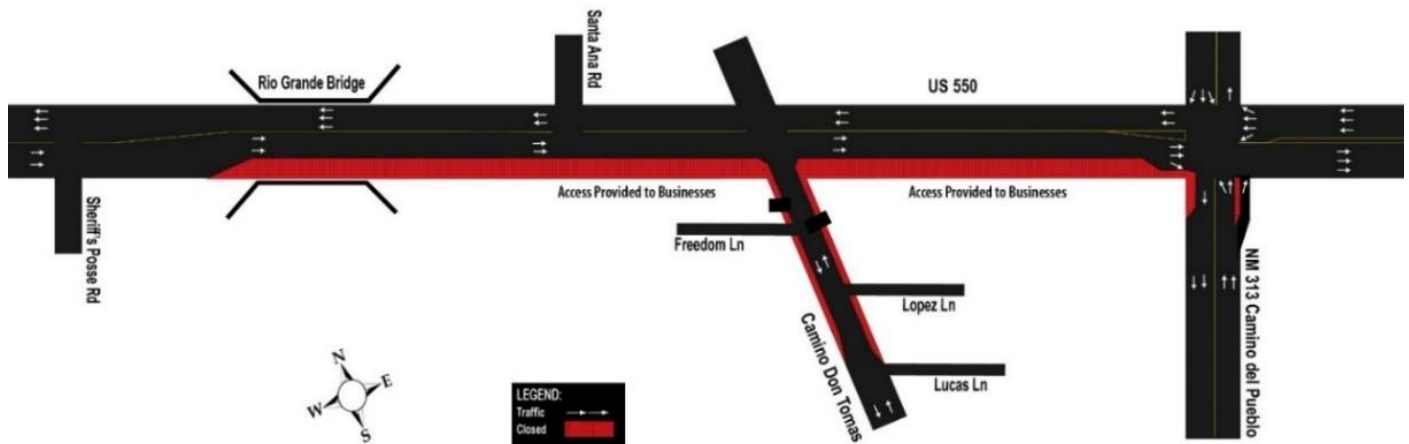 Santa Ana Rd
Rio Grande Bridge
US 550
Access Provided to Businesses
Access Provided to Businesses
Sheriff's Posse Rd
Freedom Ln
Lopez Ln
Camino Don Tomas
Lucas Ln
NM 313 Camino del Pueblo
N
E
W
S
LEGEND:
Traffic
Closed